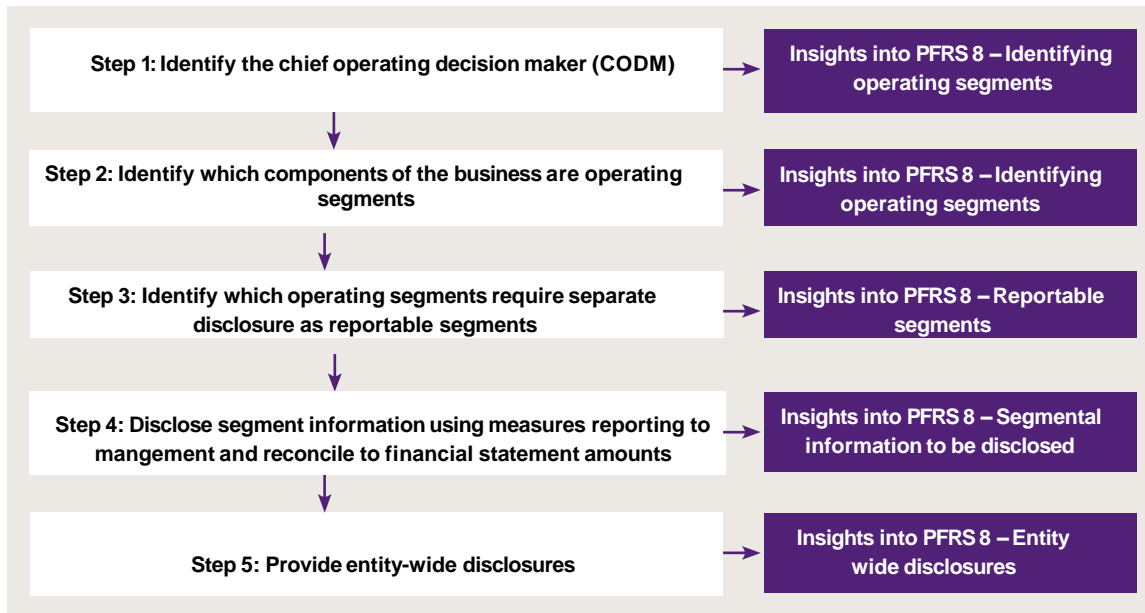 Step 1: Identify the chief operating decision maker (CODM)
Insights into PFRS 8 – Identifying
operating segments
Step 2: Identify which components of the business are operating
segments
Insights into PFRS 8 – Identifying
operating segments
Step 3: Identify which operating segments require separate
disclosure as reportable segments
Insights into PFRS 8 – Reportable
segments
Step 4: Disclose segment information using measures reporting to
mangement and reconcile to financial statement amounts
Insights into PFRS 8 – Segmental
information to be disclosed
Step 5: Provide entity-wide disclosures
Insights into PFRS 8 – Entity
wide disclosures